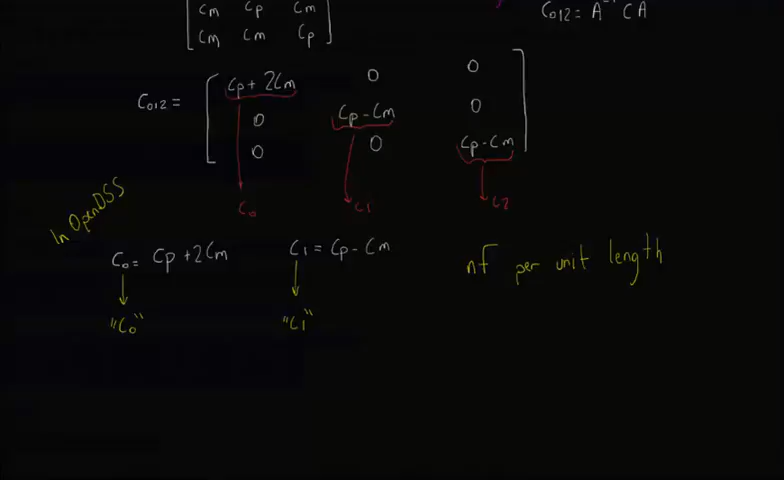 Cm Cp Cm
Cm Cm Cp
C012 = A⁻¹ C A
C012 =
Cp + 2Cm 0 0
0 Cp - Cm 0
0 0 Cp - Cm
C0 C1 C2
In OpenDSS
C0 = Cp + 2Cm C1 = Cp - Cm
nF per unit length
"C0" "C1"